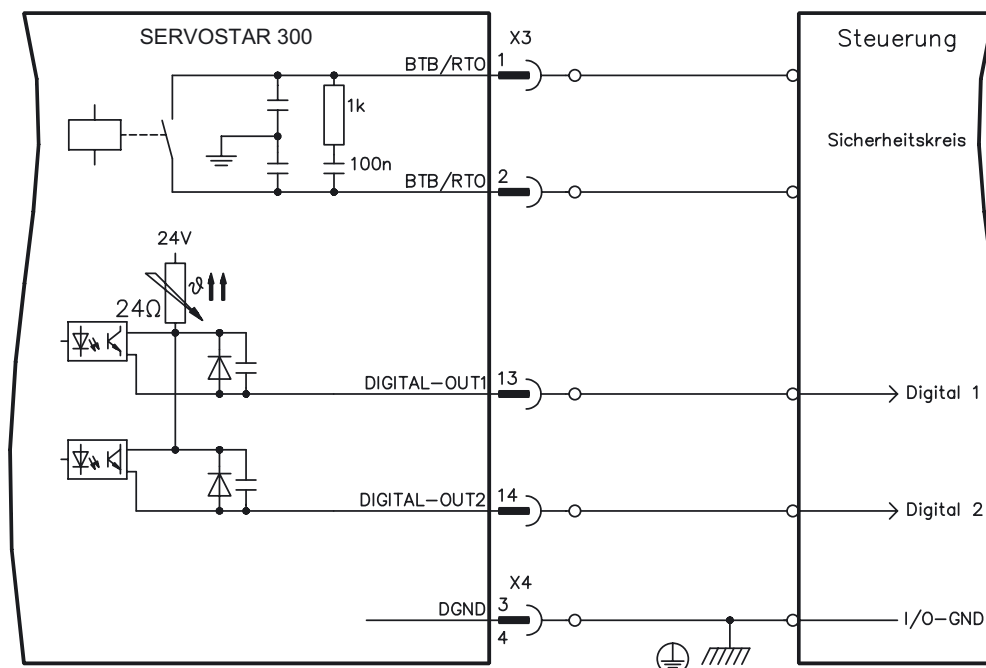 SERVOSTAR 300
X3
Steuerung
BTB/RTO
1
1k
Sicherheitskreis
100n
BTB/RTO
2
24V
ϑ
24Ω
DIGITAL-OUT1
13
Digital 1
DIGITAL-OUT2
14
Digital 2
X4
DGND
3
4
I/O-GND